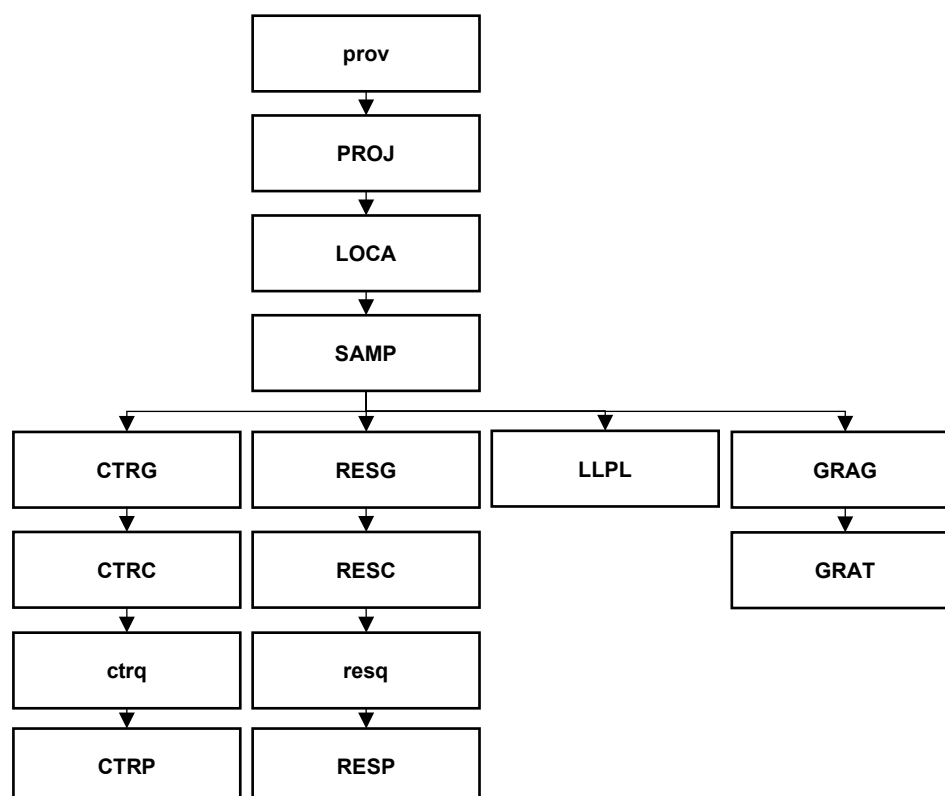 prov
PROJ
LOCA
SAMP
CTRG RESG LLPL GRAG
CTRC RESC GRAT
ctrq resq
CTRP RESP